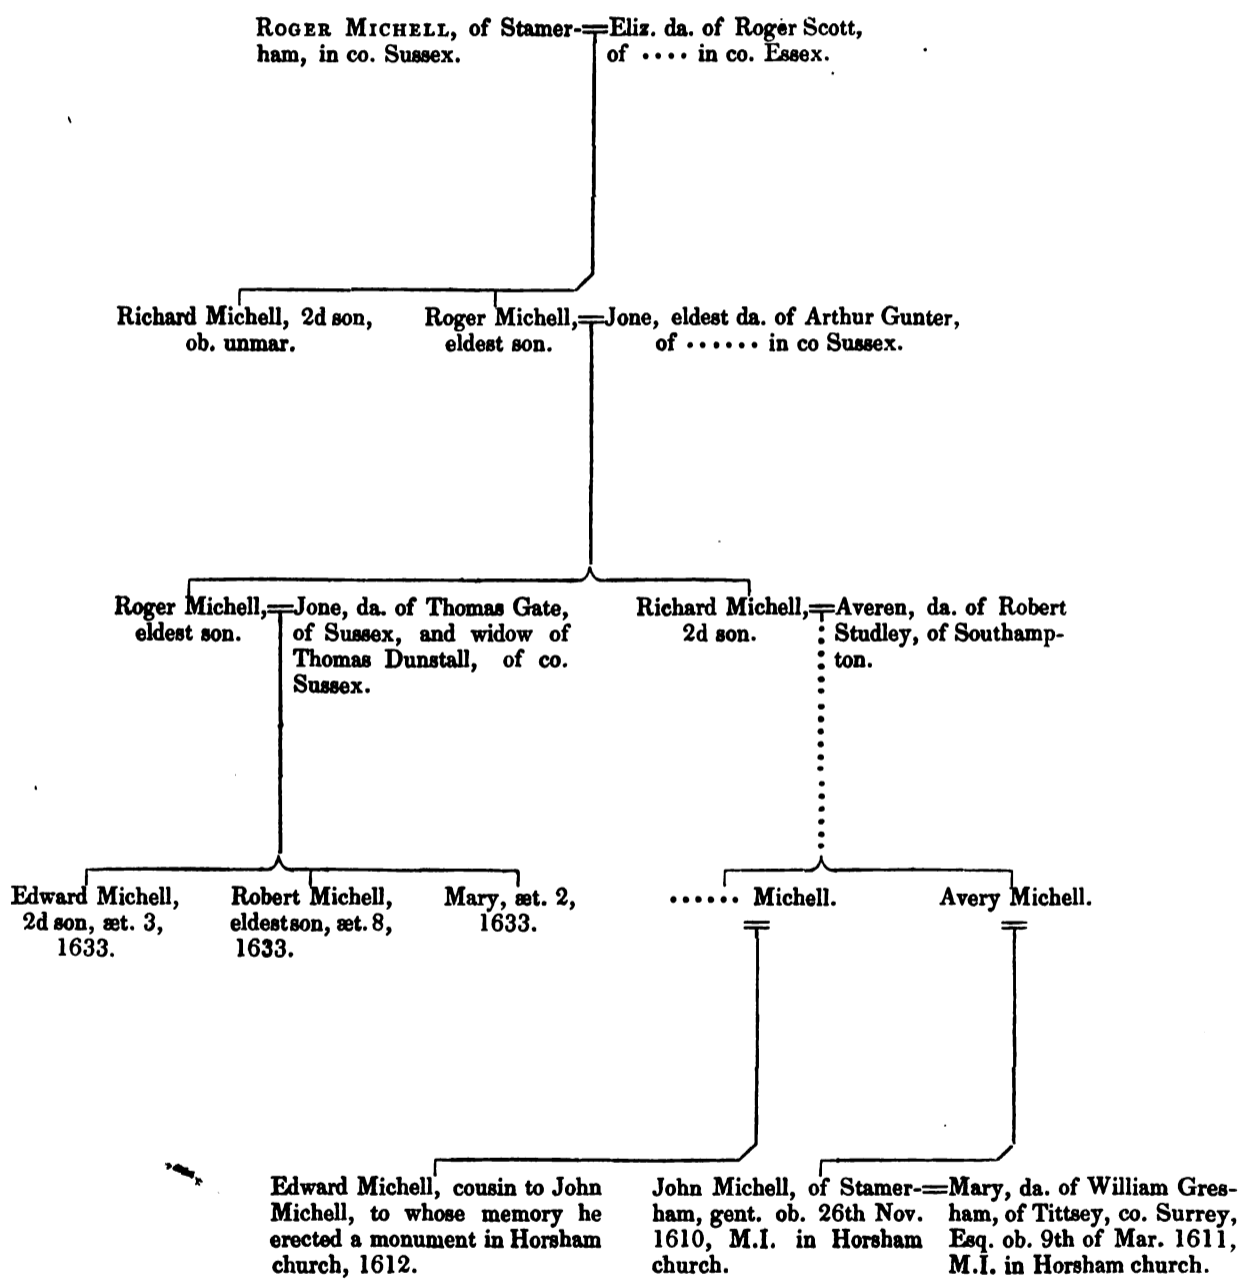 ROGER MICHELL, of Stamer-
ham, in co. Sussex.
Eliz. da. of Roger Scott,
of .... in co. Essex.
Richard Michell, 2d son,
ob. unmar.
Roger Michell,
eldest son.
Jone, eldest da. of Arthur Gunter,
of ...... in co Sussex.
Roger Michell,
eldest son.
Jone, da. of Thomas Gate,
of Sussex, and widow of
Thomas Dunstall, of co.
Sussex.
Richard Michell,
2d son.
Averen, da. of Robert
Studley, of Southamp-
ton.
Edward Michell,
2d son, æt. 3,
1633.
Robert Michell,
eldest son, æt. 8,
1633.
Mary, æt. 2,
1633.
...... Michell.
Avery Michell.
Edward Michell, cousin to John
Michell, to whose memory he
erected a monument in Horsham
church, 1612.
John Michell, of Stamer-
ham, gent. ob. 26th Nov.
1610, M.I. in Horsham
church.
Mary, da. of William Gres-
ham, of Tittsey, co. Surrey,
Esq. ob. 9th of Mar. 1611,
M.I. in Horsham church.